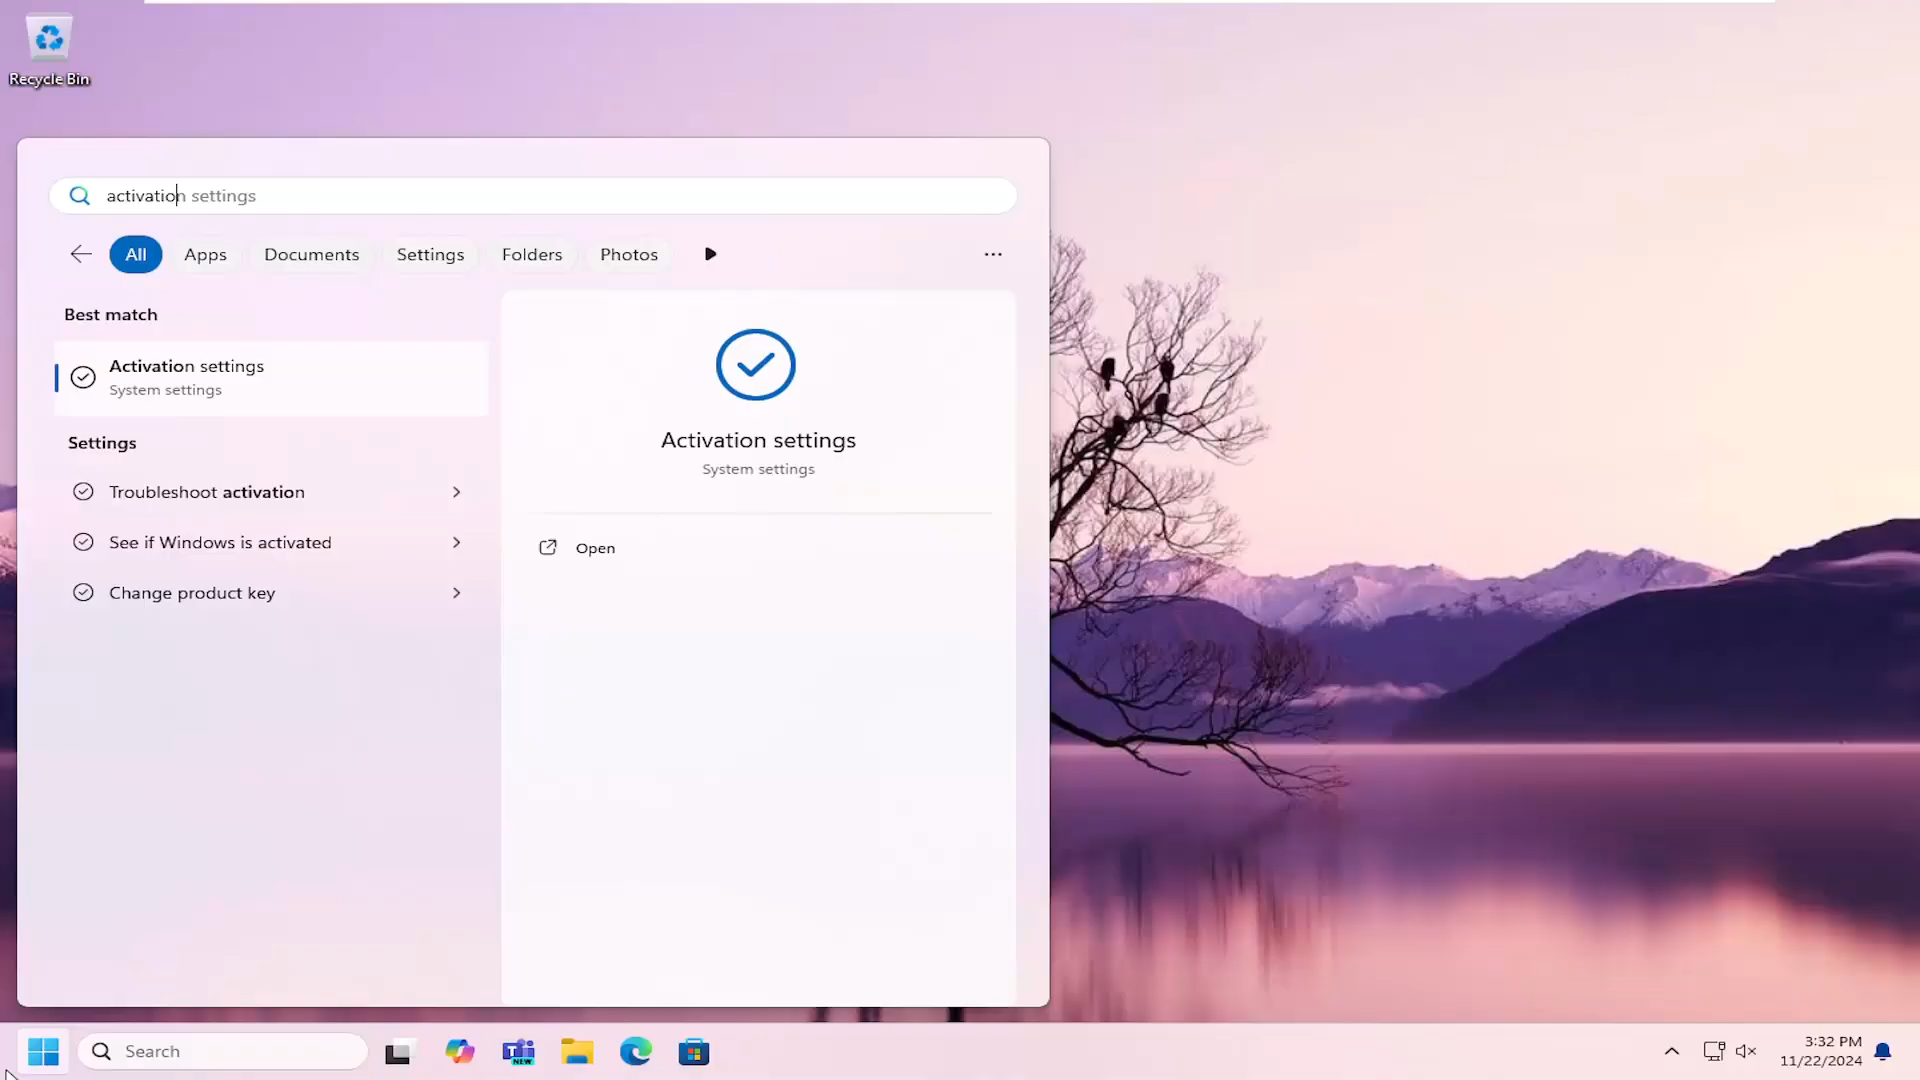 Recycle Bin
activation settings
All Apps Documents Settings Folders Photos
Best match
Activation settings
System settings
Settings
Troubleshoot activation
See if Windows is activated
Change product key
Activation settings
System settings
Open
Search
NEW
3:32 PM
11/22/2024